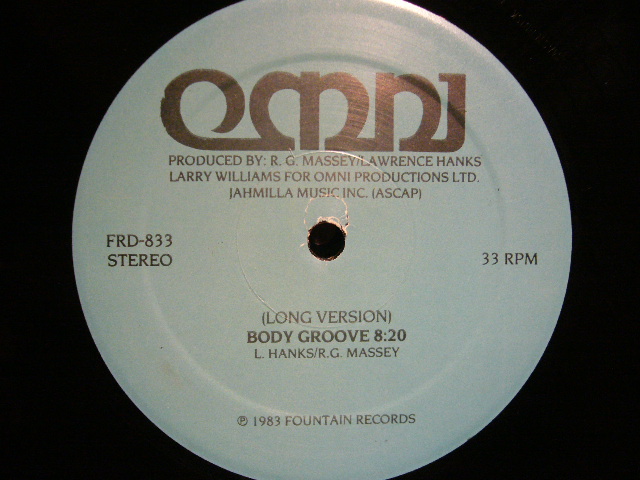 omni
PRODUCED BY: R. G. MASSEY/LAWRENCE HANKS
LARRY WILLIAMS FOR OMNI PRODUCTIONS LTD.
JAHMILLA MUSIC INC. (ASCAP)
FRD-833
STEREO
33 RPM
(LONG VERSION)
BODY GROOVE 8:20
L. HANKS/R.G. MASSEY
℗ 1983 FOUNTAIN RECORDS